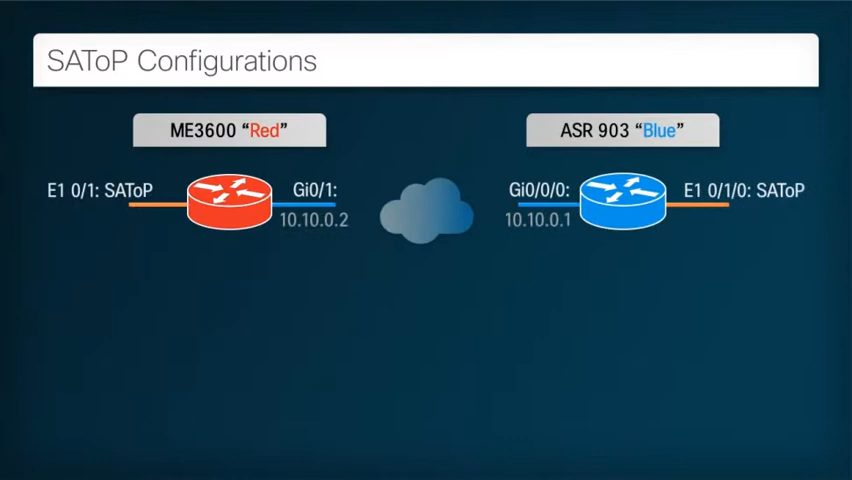 SAToP Configurations
ME3600 “Red”
ASR 903 “Blue”
E1 0/1: SAToP
Gi0/1:
10.10.0.2
Gi0/0/0:
10.10.0.1
E1 0/1/0: SAToP